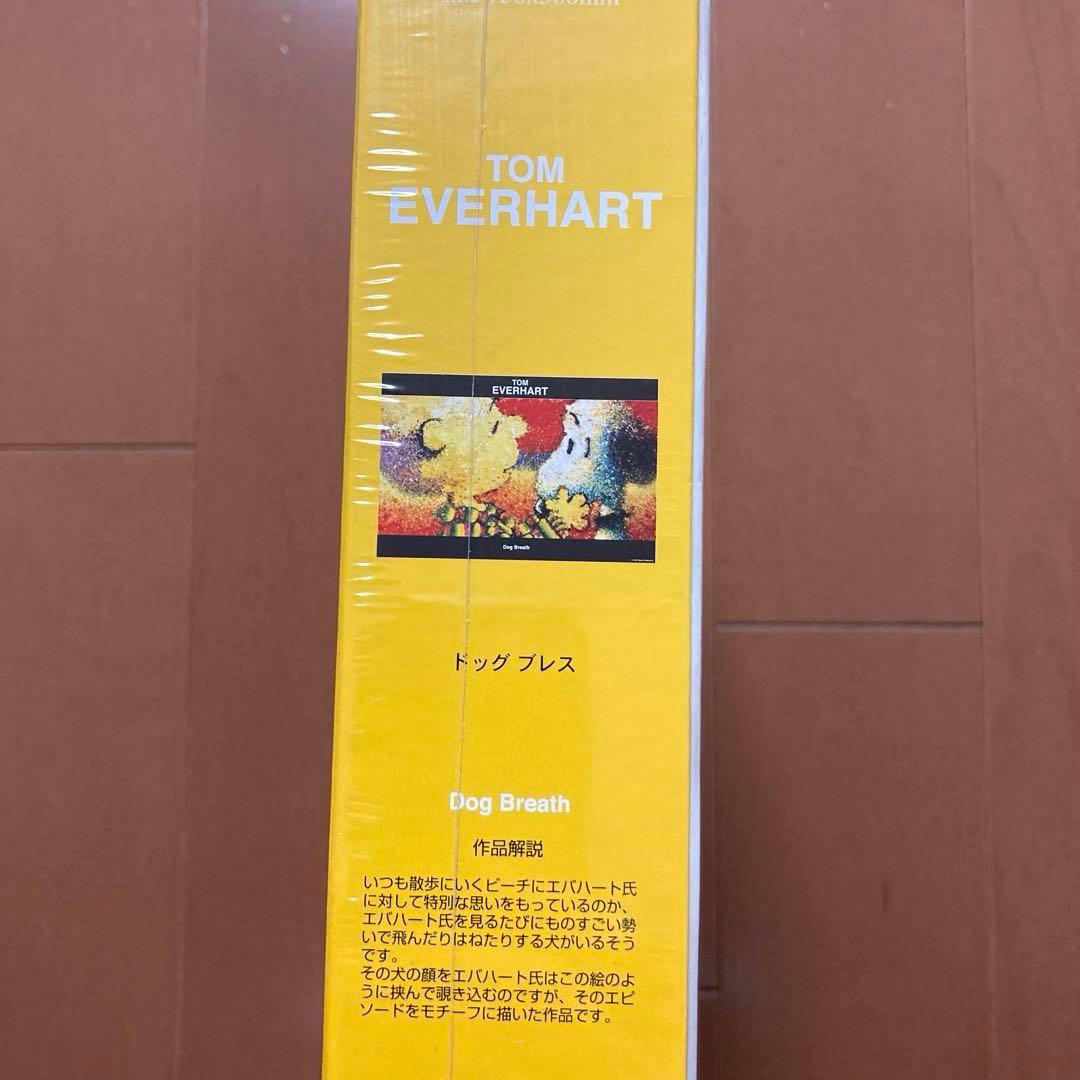 TOM
EVERHART
TOM
EVERHART
Dog Breath
ドッグ ブレス
Dog Breath
作品解説
いつも散歩にいくビーチにエバハート氏
に対して特別な思いをもっているのか、
エバハート氏を見るたびにものすごい勢
いで飛んだりはねたりする犬がいるそう
です。
その犬の顔をエバハート氏はこの絵のよ
うに挟んで覗き込むのですが、そのエピ
ソードをモチーフに描いた作品です。